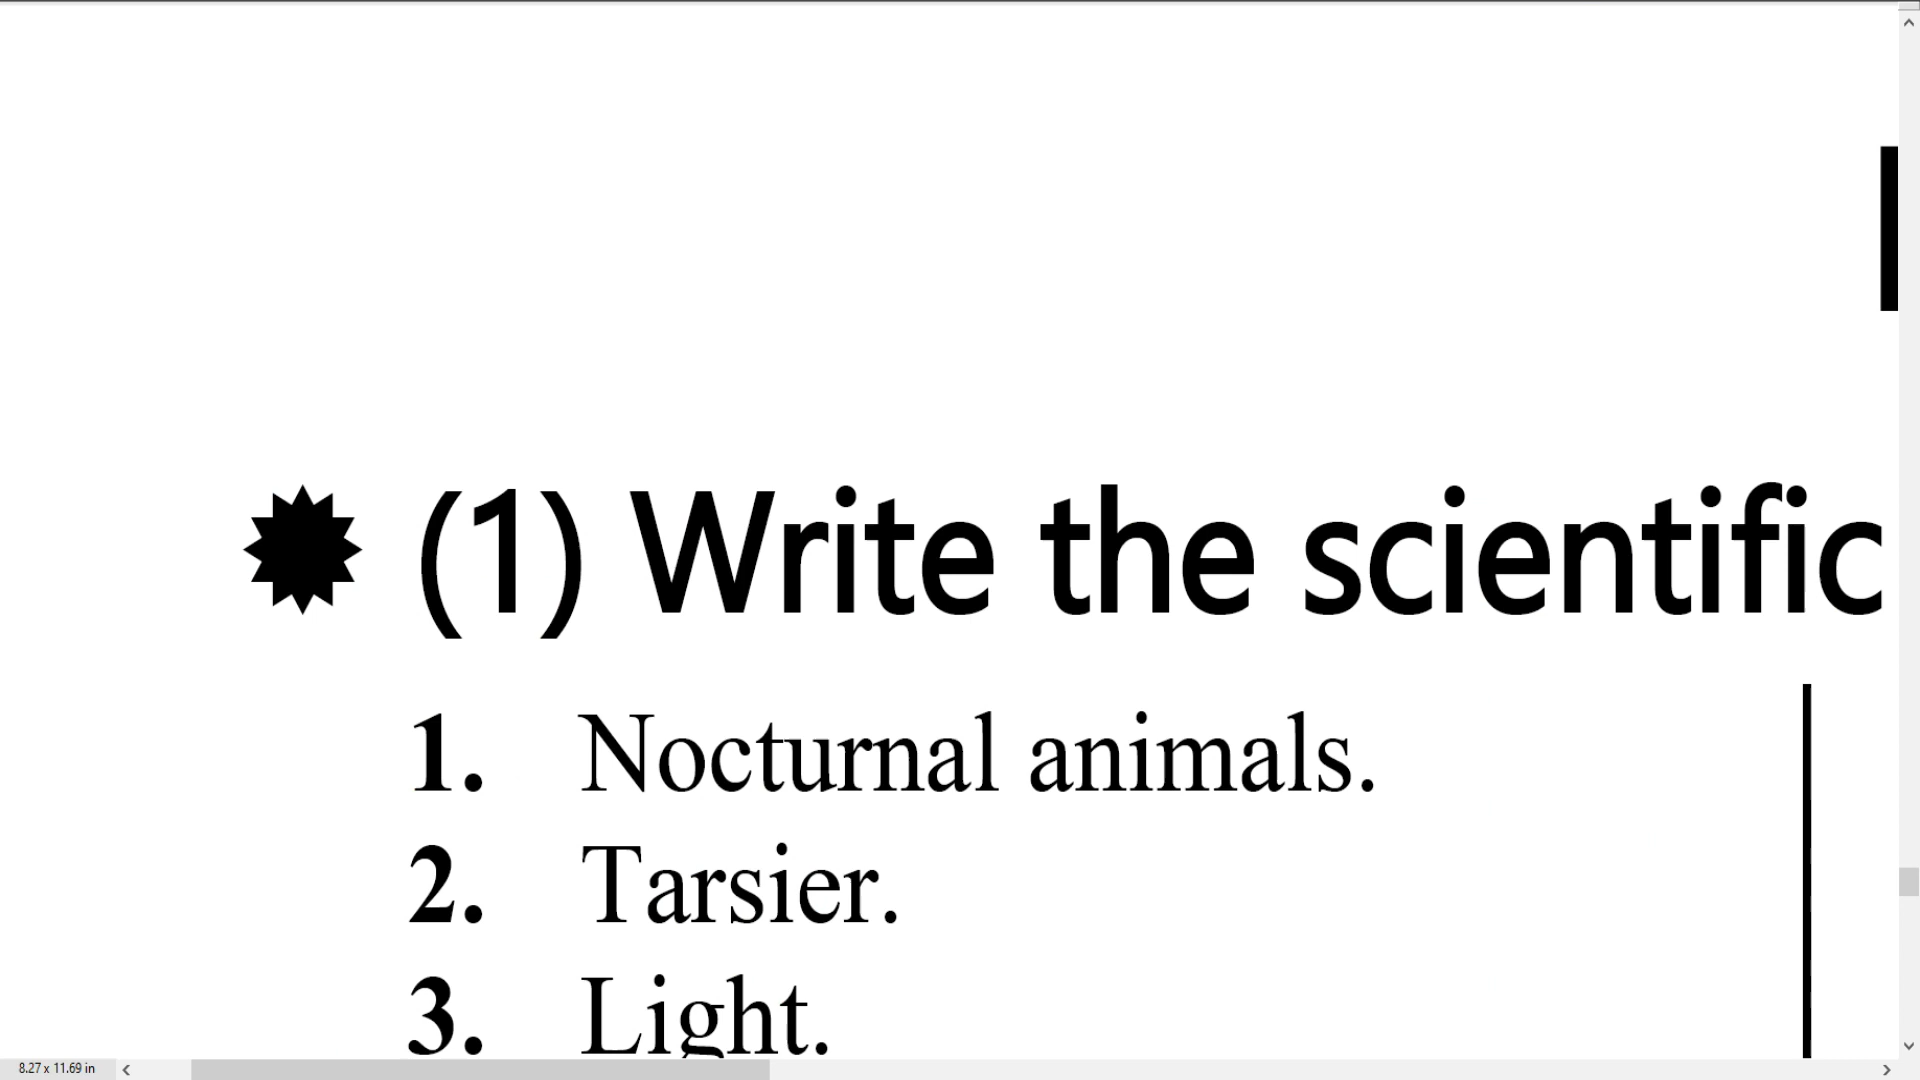 (1) Write the scientific
1. Nocturnal animals.
2. Tarsier.
3. Light.
8.27 x 11.69 in